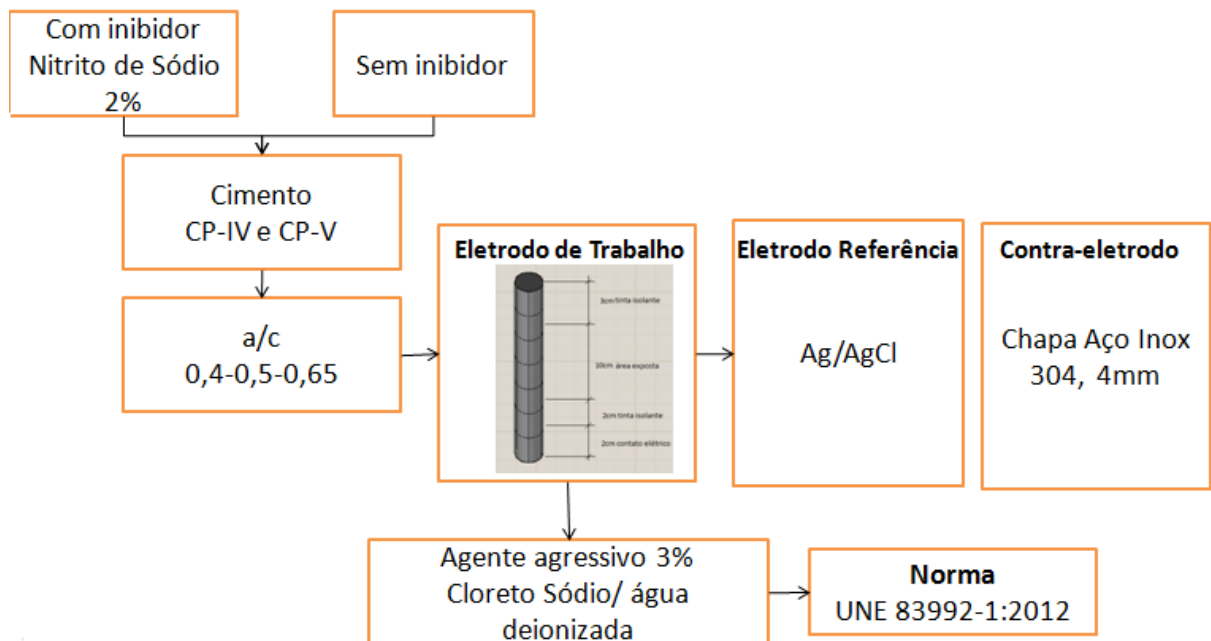 Com inibidor
Nitrito de Sódio
2%
Sem inibidor
Cimento
CP-IV e CP-V
a/c
0,4-0,5-0,65
Eletrodo de Trabalho
3cm/tinta isolante
10cm área exposta
2cm tinta isolante
2cm contato elétrico
Eletrodo Referência
Ag/AgCl
Contra-eletrodo
Chapa Aço Inox
304, 4mm
Agente agressivo 3%
Cloreto Sódio/ água
deionizada
Norma
UNE 83992-1:2012